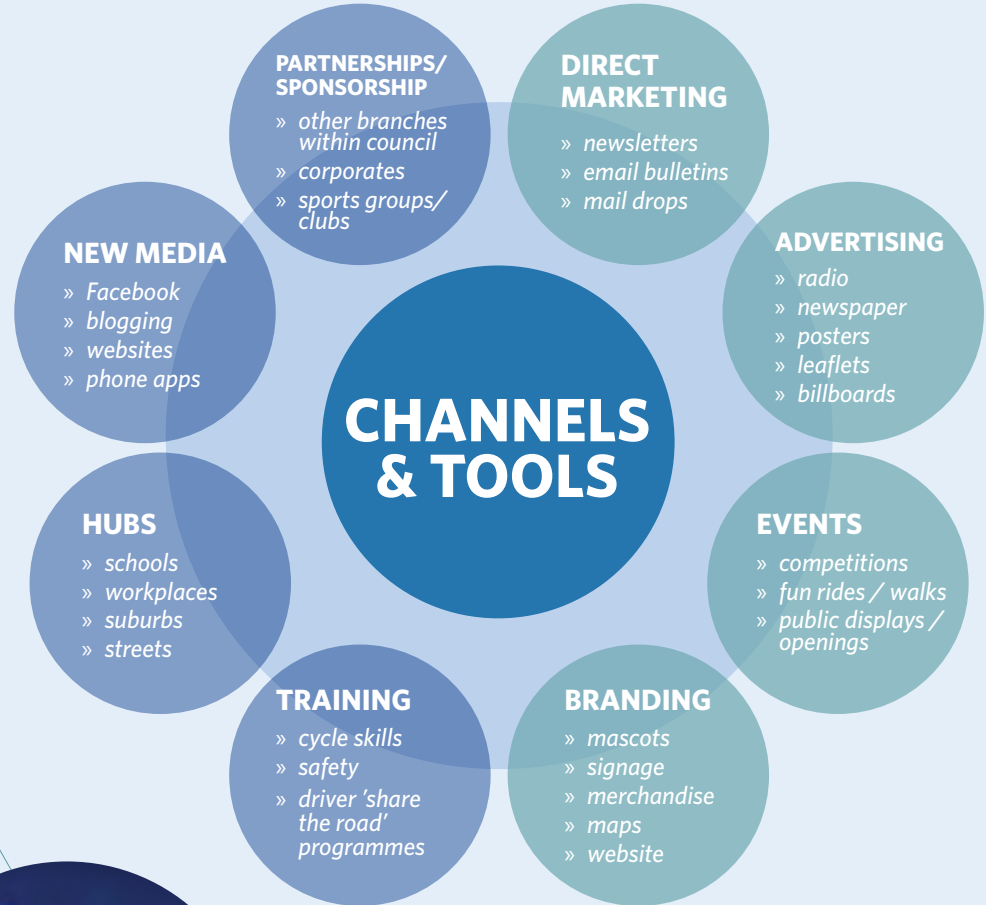 PARTNERSHIPS/
SPONSORSHIP
» other branches
within council
» corporates
» sports groups/
clubs
DIRECT
MARKETING
» newsletters
» email bulletins
» mail drops
ADVERTISING
» radio
» newspaper
» posters
» leaflets
» billboards
EVENTS
» competitions
» fun rides / walks
» public displays /
openings
BRANDING
» mascots
» signage
» merchandise
» maps
» website
TRAINING
» cycle skills
» safety
» driver 'share
the road'
programmes
HUBS
» schools
» workplaces
» suburbs
» streets
NEW MEDIA
» Facebook
» blogging
» websites
» phone apps
CHANNELS
& TOOLS